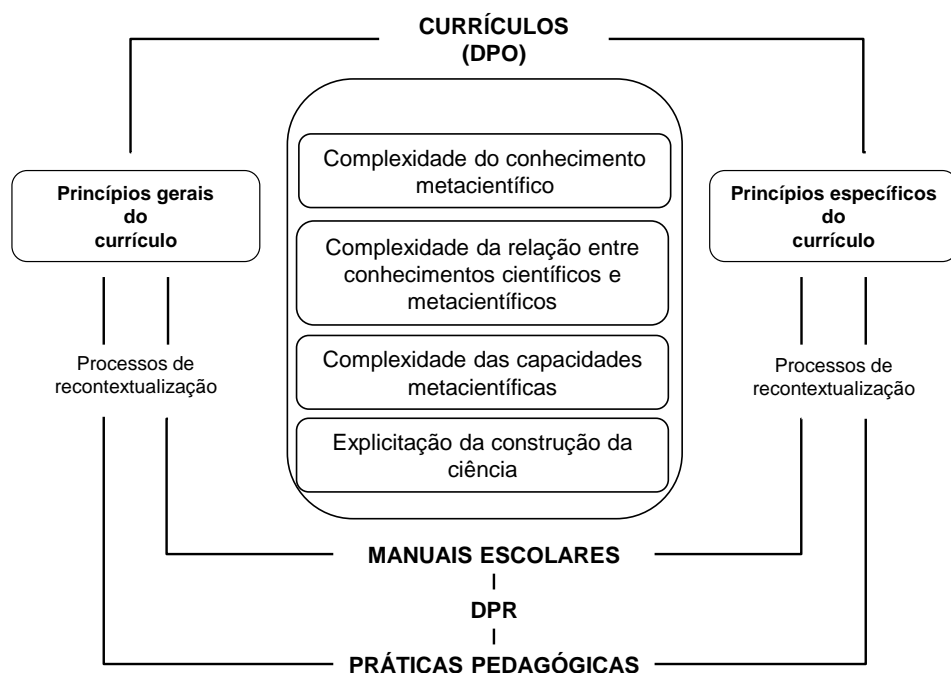 CURRÍCULOS
(DPO)
Complexidade do conhecimento
metacientífico
Princípios gerais
do
currículo
Complexidade da relação entre
conhecimentos científicos e
metacientíficos
Princípios específicos
do
currículo
Processos de
recontextualização
Complexidade das capacidades
metacientíficas
Processos de
recontextualização
Explicitação da construção da
ciência
MANUAIS ESCOLARES
DPR
PRÁTICAS PEDAGÓGICAS